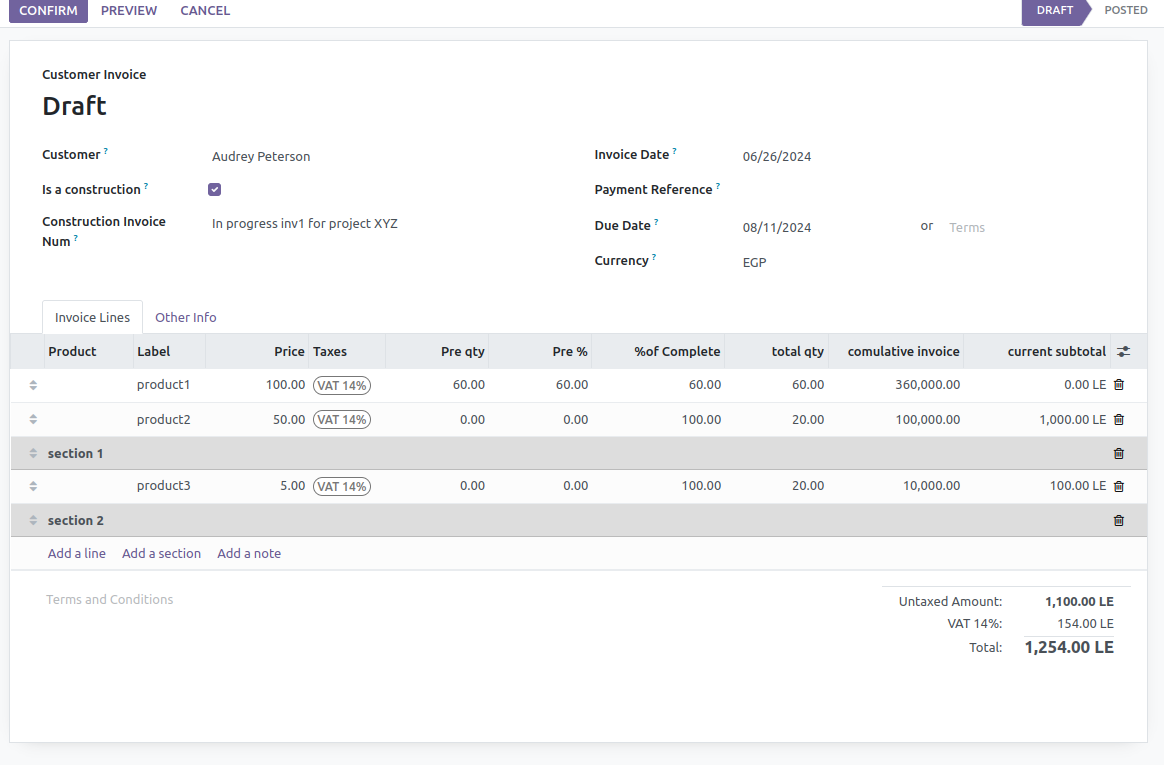 CONFIRM PREVIEW CANCEL DRAFT POSTED
Customer Invoice
Draft
Customer ? Audrey Peterson Invoice Date ? 06/26/2024
Is a construction ? Payment Reference ?
Construction Invoice Num ? In progress inv1 for project XYZ Due Date ? 08/11/2024 or Terms
Currency ? EGP
Invoice Lines Other Info
Product Label Price Taxes Pre qty Pre % %of Complete total qty comulative invoice current subtotal
product1 100.00 VAT 14% 60.00 60.00 60.00 60.00 360,000.00 0.00 LE
product2 50.00 VAT 14% 0.00 0.00 100.00 20.00 100,000.00 1,000.00 LE
section 1
product3 5.00 VAT 14% 0.00 0.00 100.00 20.00 10,000.00 100.00 LE
section 2
Add a line Add a section Add a note
Terms and Conditions Untaxed Amount: 1,100.00 LE
VAT 14%: 154.00 LE
Total: 1,254.00 LE